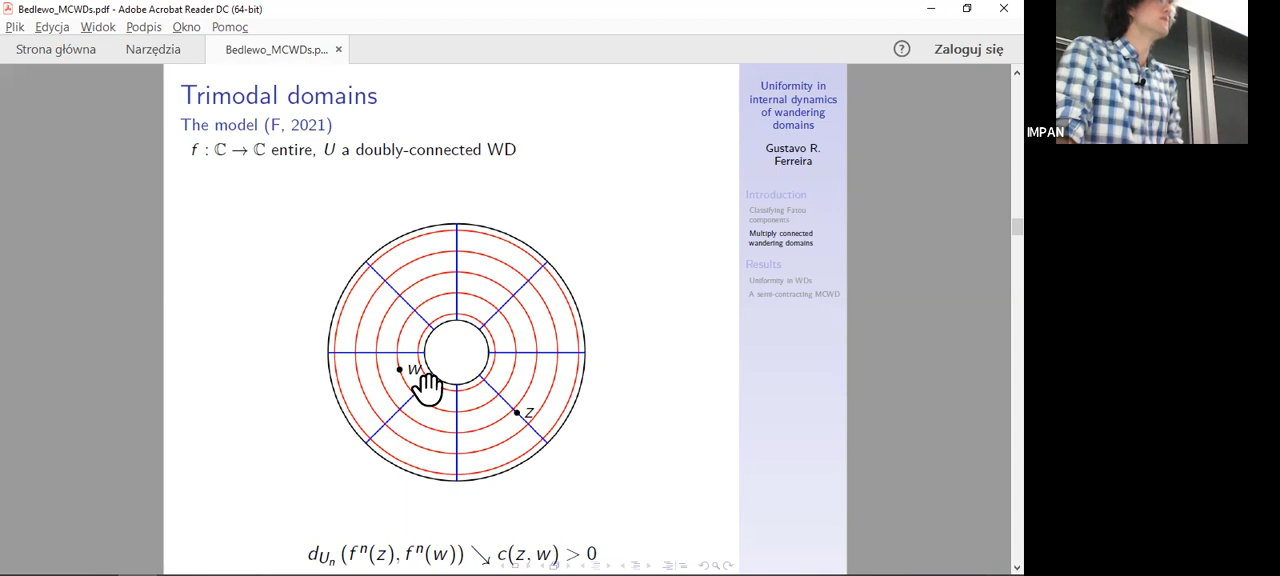 Bedlewo_MCWDs.pdf - Adobe Acrobat Reader DC (64-bit)
Plik Edycja Widok Podpis Okno Pomoc
Strona główna Narzędzia Bedlewo_MCWDs.p... × ? Zaloguj się
Trimodal domains
The model (F, 2021)
f : ℂ → ℂ entire, U a doubly-connected WD
w
z
d_{U_n}(fⁿ(z), fⁿ(w)) ↘ c(z, w) > 0
Uniformity in
internal dynamics
of wandering
domains
Gustavo R.
Ferreira
Introduction
Classifying Fatou
components
Multiply connected
wandering domains
Results
Uniformity in WDs
A semi-contracting MCWD
IMPAN